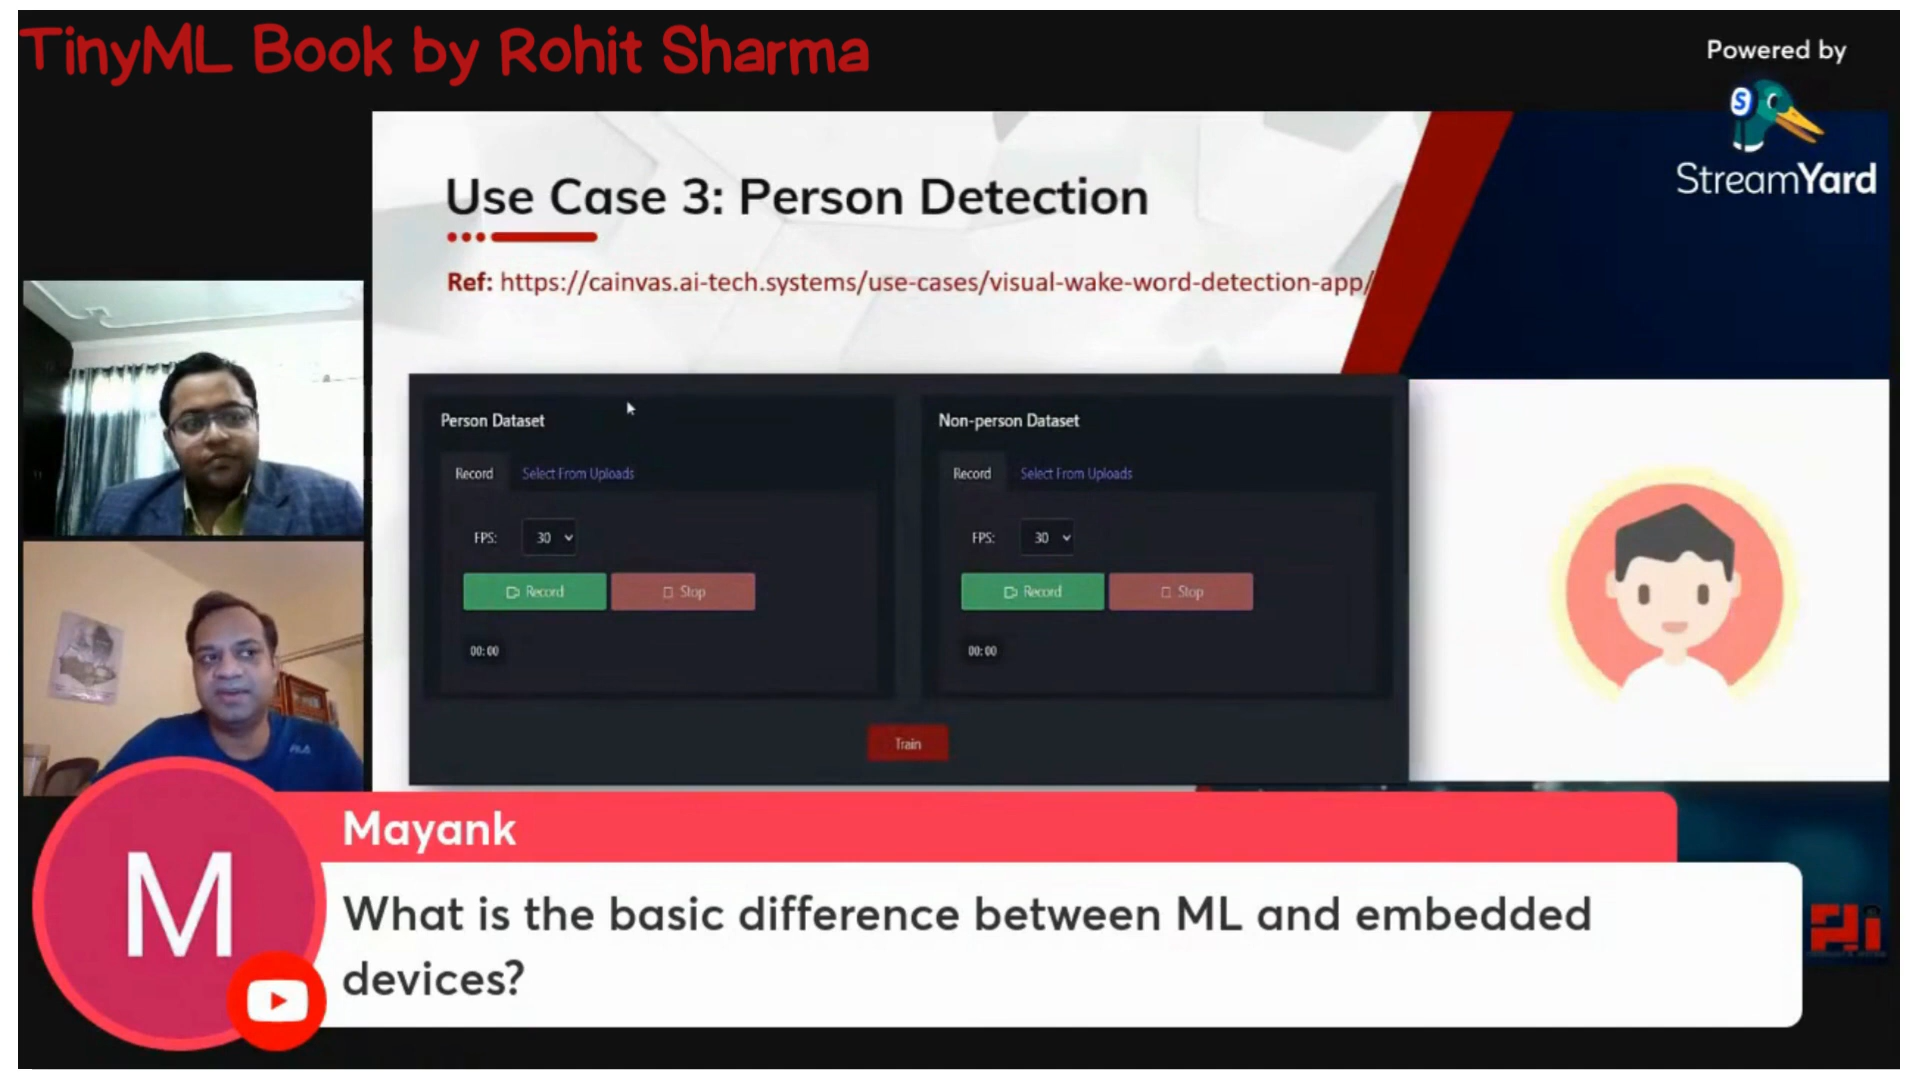 TinyML Book by Rohit Sharma
Powered by
StreamYard
Use Case 3: Person Detection
Ref: https://cainvas.ai-tech.systems/use-cases/visual-wake-word-detection-app/
Person Dataset
Record Select From Uploads
FPS: 30
Record Stop
00:00
Non-person Dataset
Record Select From Uploads
FPS: 30
Record Stop
00:00
Train
FILA
M
Mayank
What is the basic difference between ML and embedded
devices?